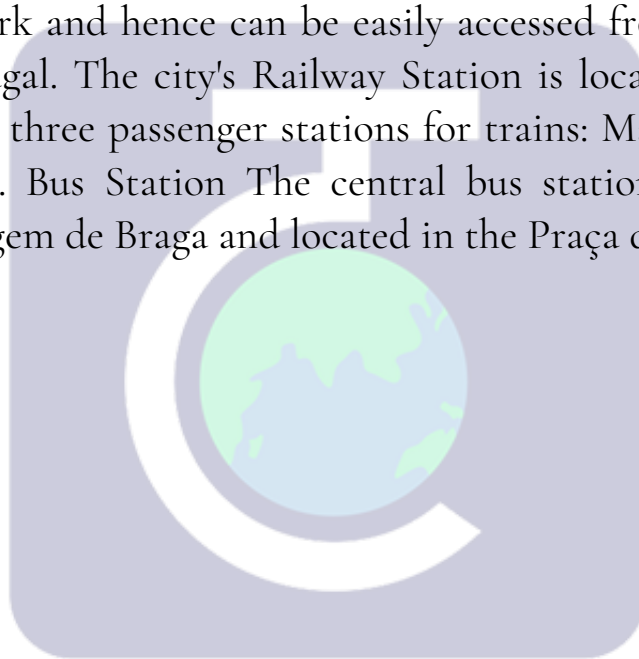 rk and hence can be easily accessed fr
gal. The city's Railway Station is loca
three passenger stations for trains: M
. Bus Station The central bus station
gem de Braga and located in the Praça d